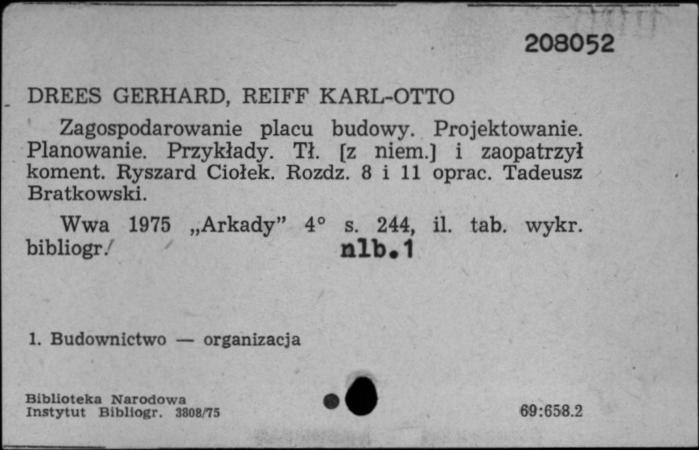 208052
DREES GERHARD, REIFF KARL-OTTO
Zagospodarowanie placu budowy. Projektowanie.
Planowanie. Przykłady. Tł. [z niem.] i zaopatrzył
koment. Ryszard Ciołek. Rozdz. 8 i 11 oprac. Tadeusz
Bratkowski.
Wwa 1975 „Arkady” 4° s. 244, il. tab. wykr.
bibliogr. nlb.1
1. Budownictwo — organizacja
Biblioteka Narodowa
Instytut Bibliogr. 3808/75 69:658.2